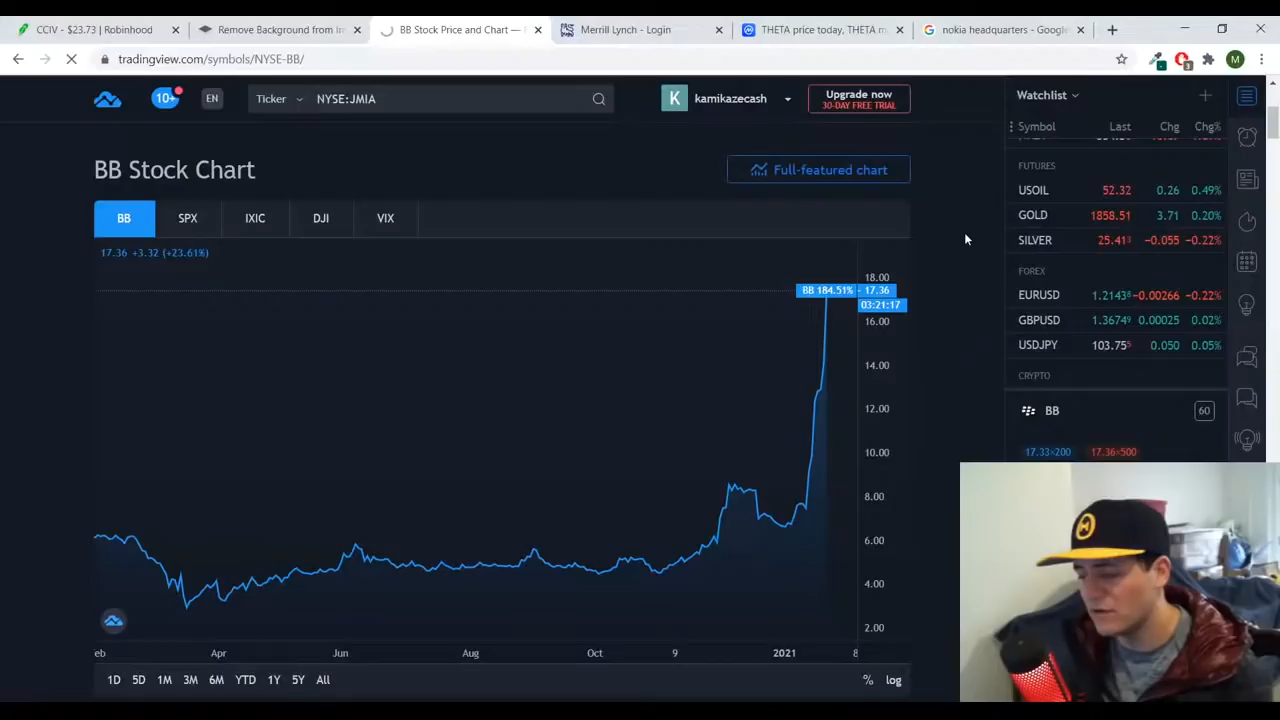 CCIV - $23.73 | Robinhood
Remove Background from Im
BB Stock Price and Chart —
Merrill Lynch - Login
THETA price today, THETA m
nokia headquarters - Google
tradingview.com/symbols/NYSE-BB/
3
M
10+
EN
Ticker
NYSE:JMIA
K
kamikazecash
Upgrade now
30-DAY FREE TRIAL
Watchlist
Symbol Last Chg Chg%
FUTURES
USOIL 52.32 0.26 0.49%
GOLD 1858.51 3.71 0.20%
SILVER 25.413 −0.055 −0.22%
FOREX
EURUSD 1.21438 −0.00266 −0.22%
GBPUSD 1.36749 0.00025 0.02%
USDJPY 103.755 0.050 0.05%
CRYPTO
BB 60
17.33×200 17.36×500
BB Stock Chart
Full-featured chart
BB SPX IXIC DJI VIX
17.36 +3.32 (+23.61%)
18.00
BB 184.51% 17.36
03:21:17
16.00
14.00
12.00
10.00
8.00
6.00
4.00
2.00
eb Apr Jun Aug Oct 9 2021 8
1D 5D 1M 3M 6M YTD 1Y 5Y All
% log